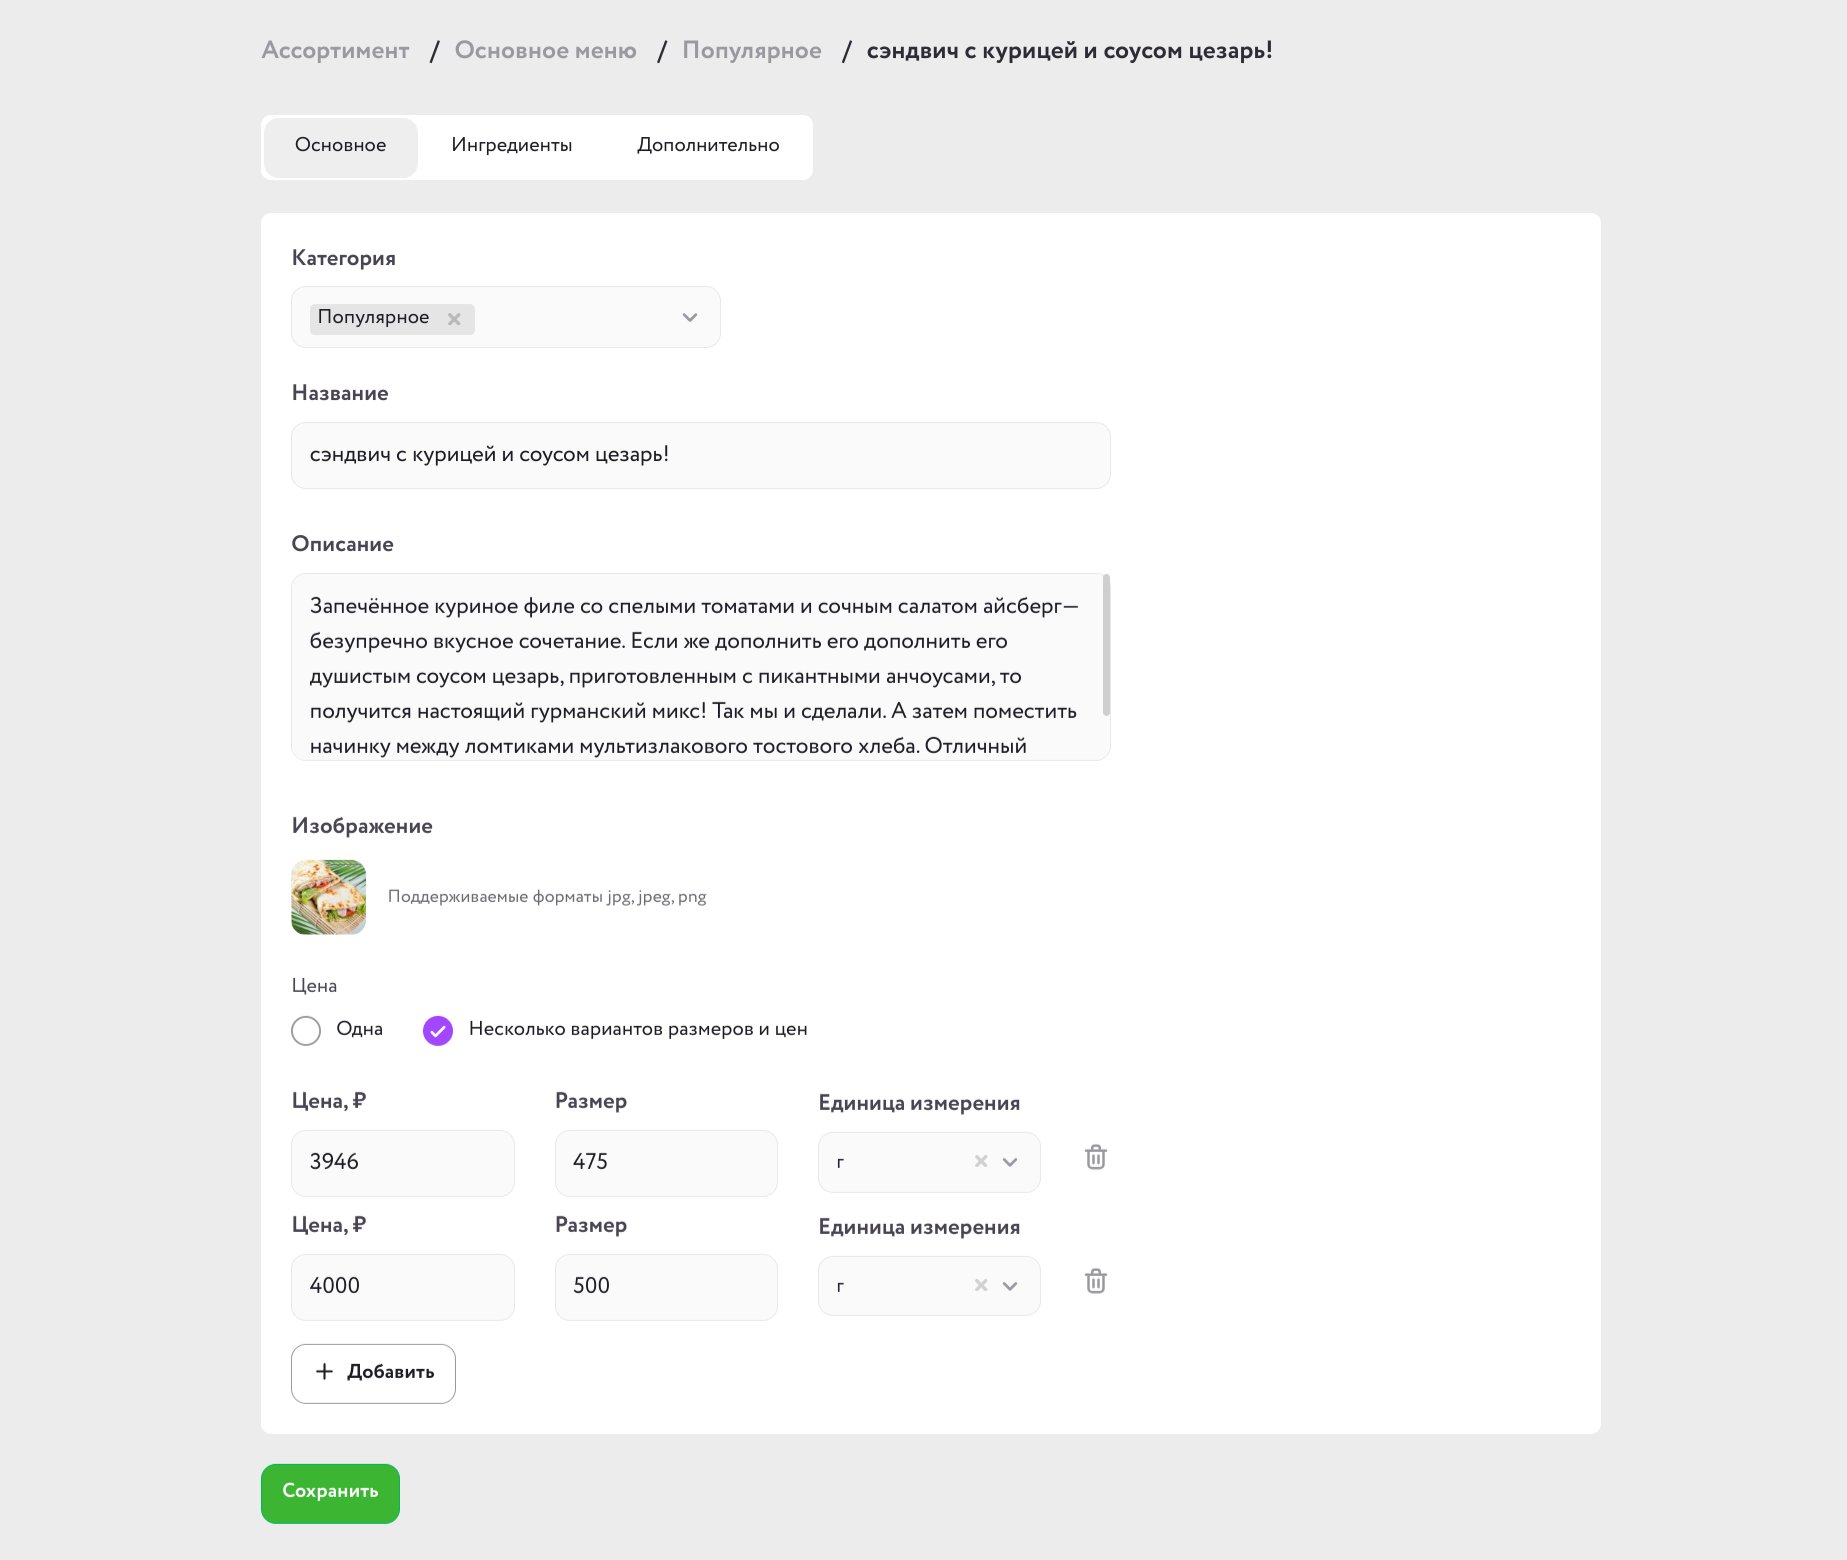 Ассортимент / Основное меню / Популярное / сэндвич с курицей и соусом цезарь!
Основное Ингредиенты Дополнительно
Категория
Популярное
Название
сэндвич с курицей и соусом цезарь!
Описание
Запечённое куриное филе со спелыми томатами и сочным салатом айсберг—
безупречно вкусное сочетание. Если же дополнить его дополнить его
душистым соусом цезарь, приготовленным с пикантными анчоусами, то
получится настоящий гурманский микс! Так мы и сделали. А затем поместить
начинку между ломтиками мультизлакового тостового хлеба. Отличный
Изображение
Поддерживаемые форматы jpg, jpeg, png
Цена
Одна Несколько вариантов размеров и цен
Цена, ₽ Размер Единица измерения
3946 475 г
Цена, ₽ Размер Единица измерения
4000 500 г
+ Добавить
Сохранить